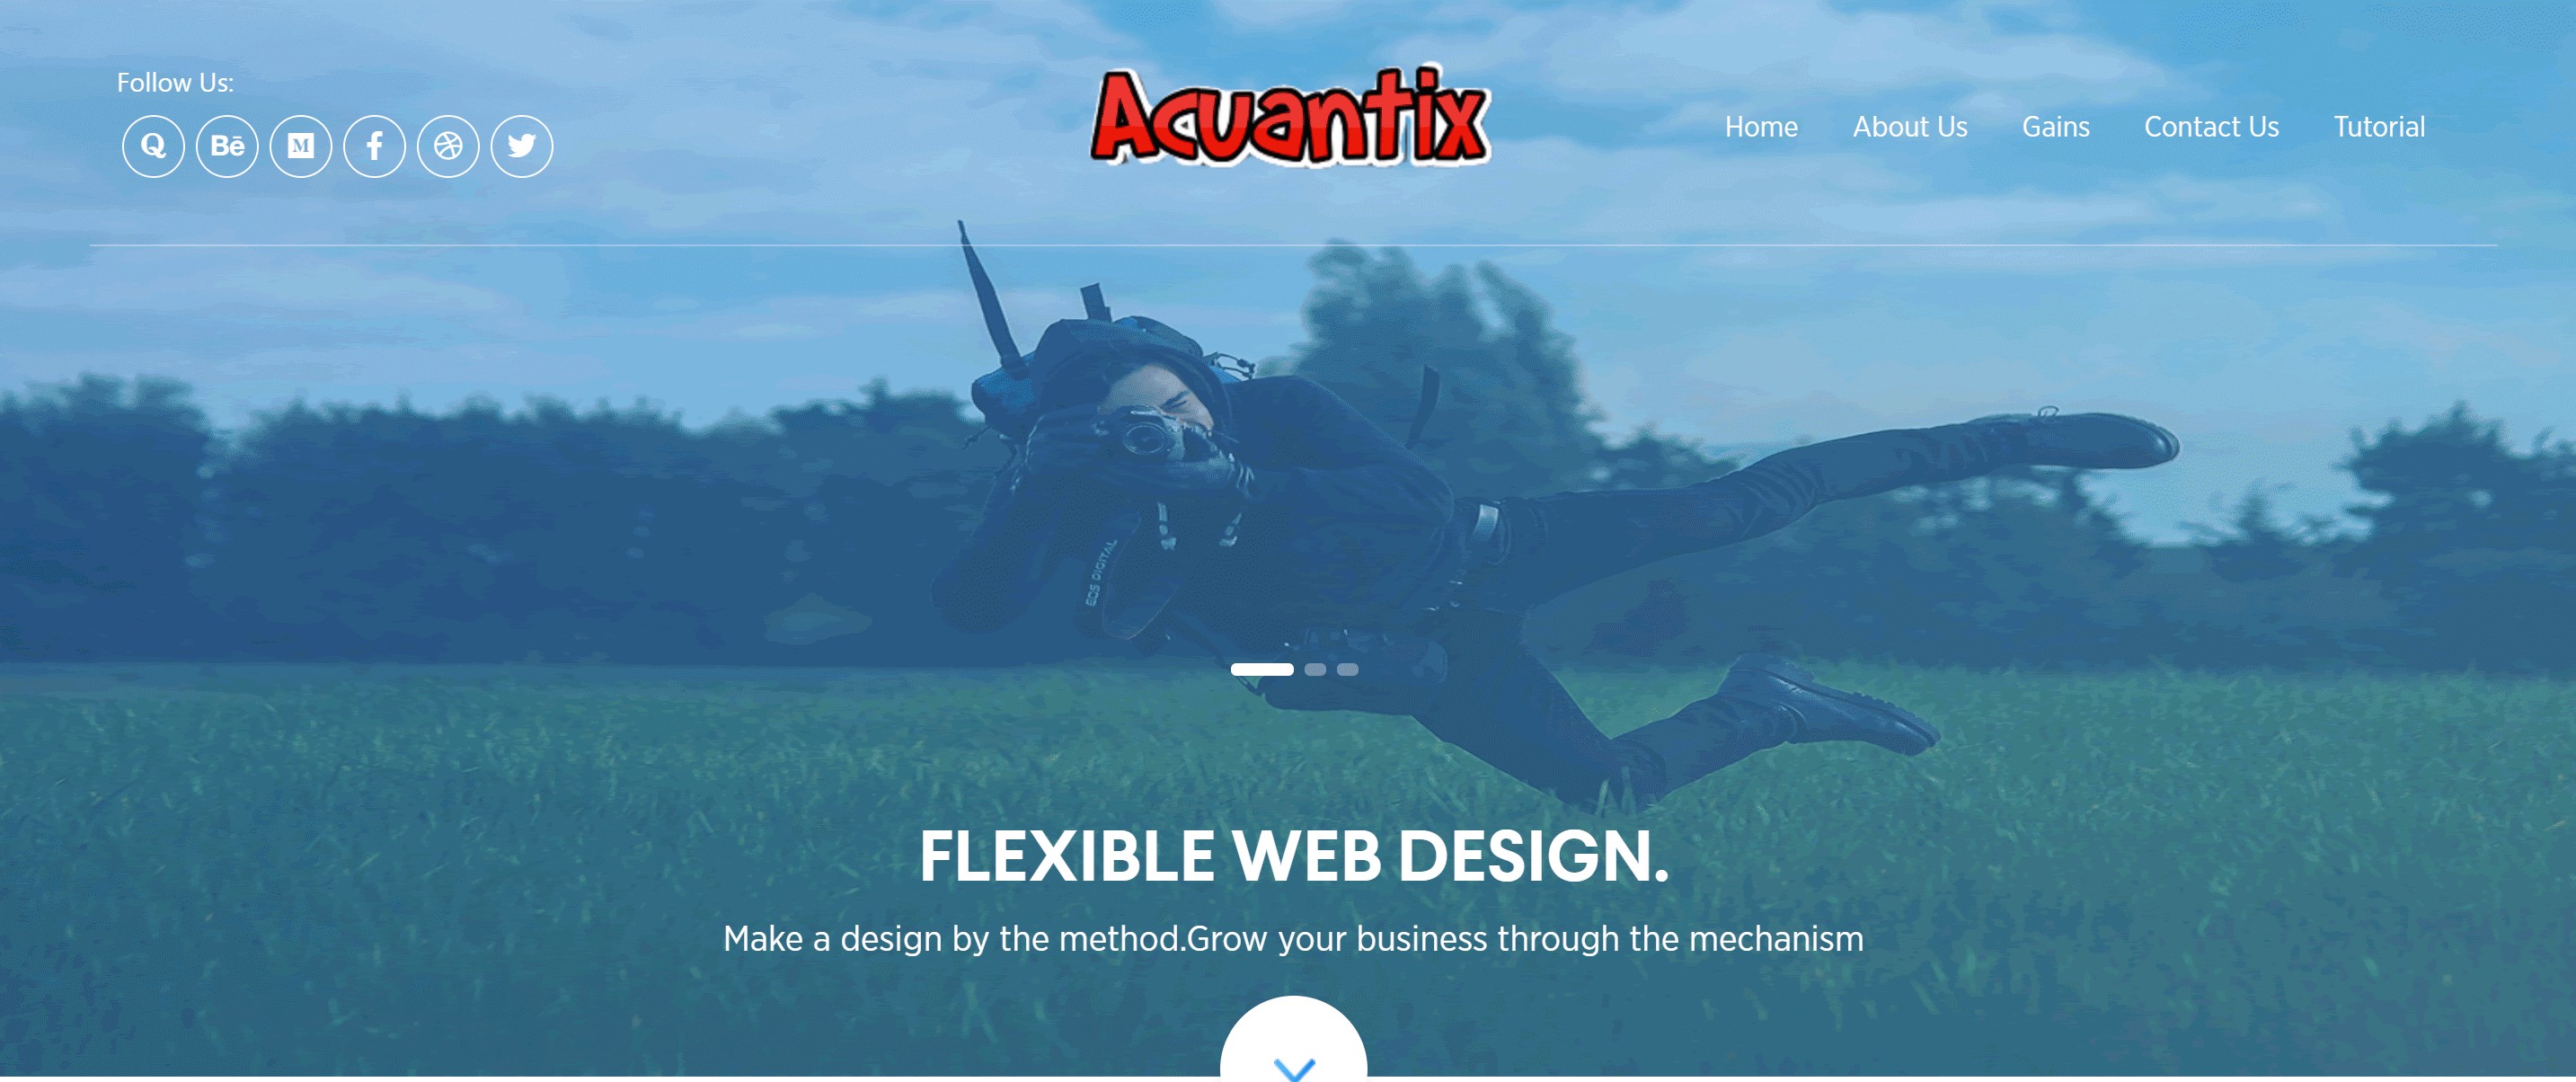 Follow Us:
Acuantix
Home About Us Gains Contact Us Tutorial
EOS DIGITAL
FLEXIBLE WEB DESIGN.
Make a design by the method.Grow your business through the mechanism